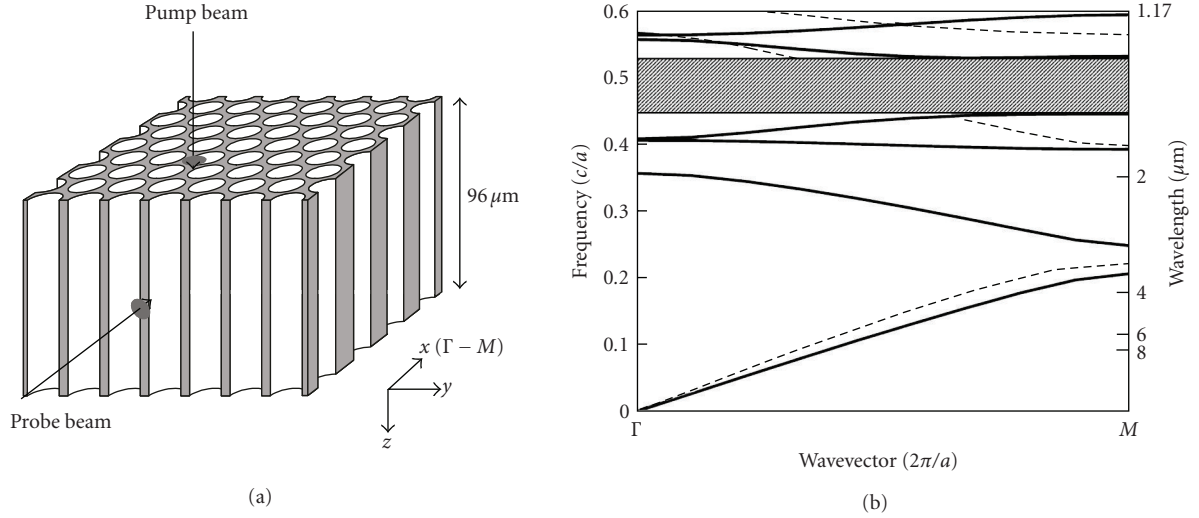 Pump beam
96 μm
x (Γ − M)
y
z
Probe beam
(a)
0.6
0.5
0.4
0.3
0.2
0.1
0
Frequency (c/a)
Γ
M
Wavevector (2π/a)
1.17
2
4
6
8
Wavelength (μm)
(b)